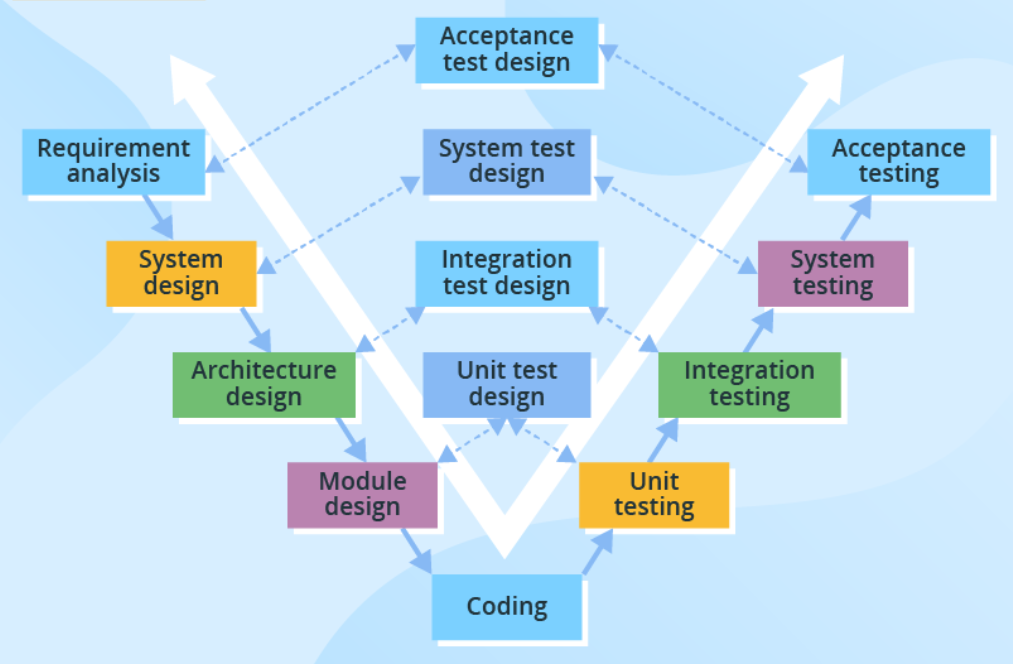 Acceptance
test design
Requirement
analysis
System test
design
Acceptance
testing
System
design
Integration
test design
System
testing
Architecture
design
Unit test
design
Integration
testing
Module
design
Unit
testing
Coding